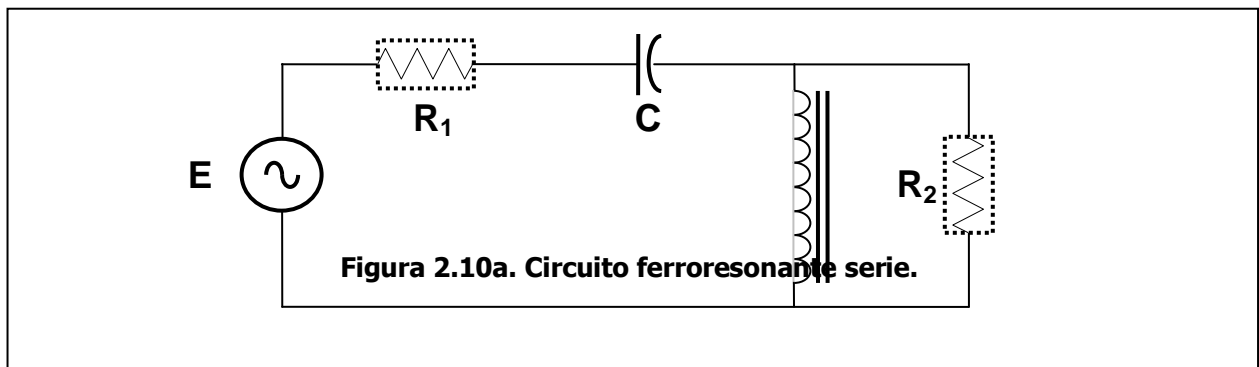 R₁
C
E
R₂
Figura 2.10a. Circuito ferroresonante serie.